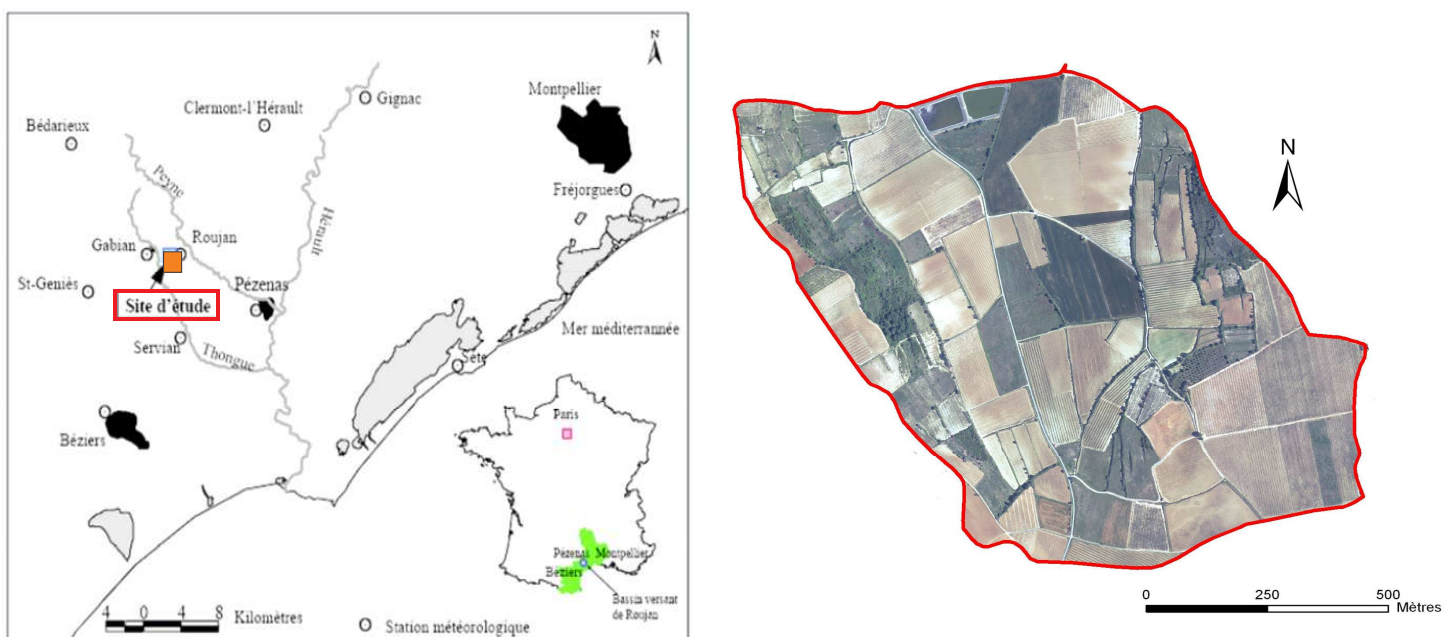 N
Montpellier
Gignac
Clermont-l'Hérault
Bédarieux
Peyne
Fréjorgues
Hérault
Gabian
Roujan
St-Geniès
Pézenas
Site d'étude
Mer méditerrannée
Servian
Thongue
Sète
Paris
Béziers
Pézenas Montpellier
Béziers
Bassin versant
de Roujan
4 0 4 8 Kilomètres
Station météorologique
N
0 250 500
Mètres